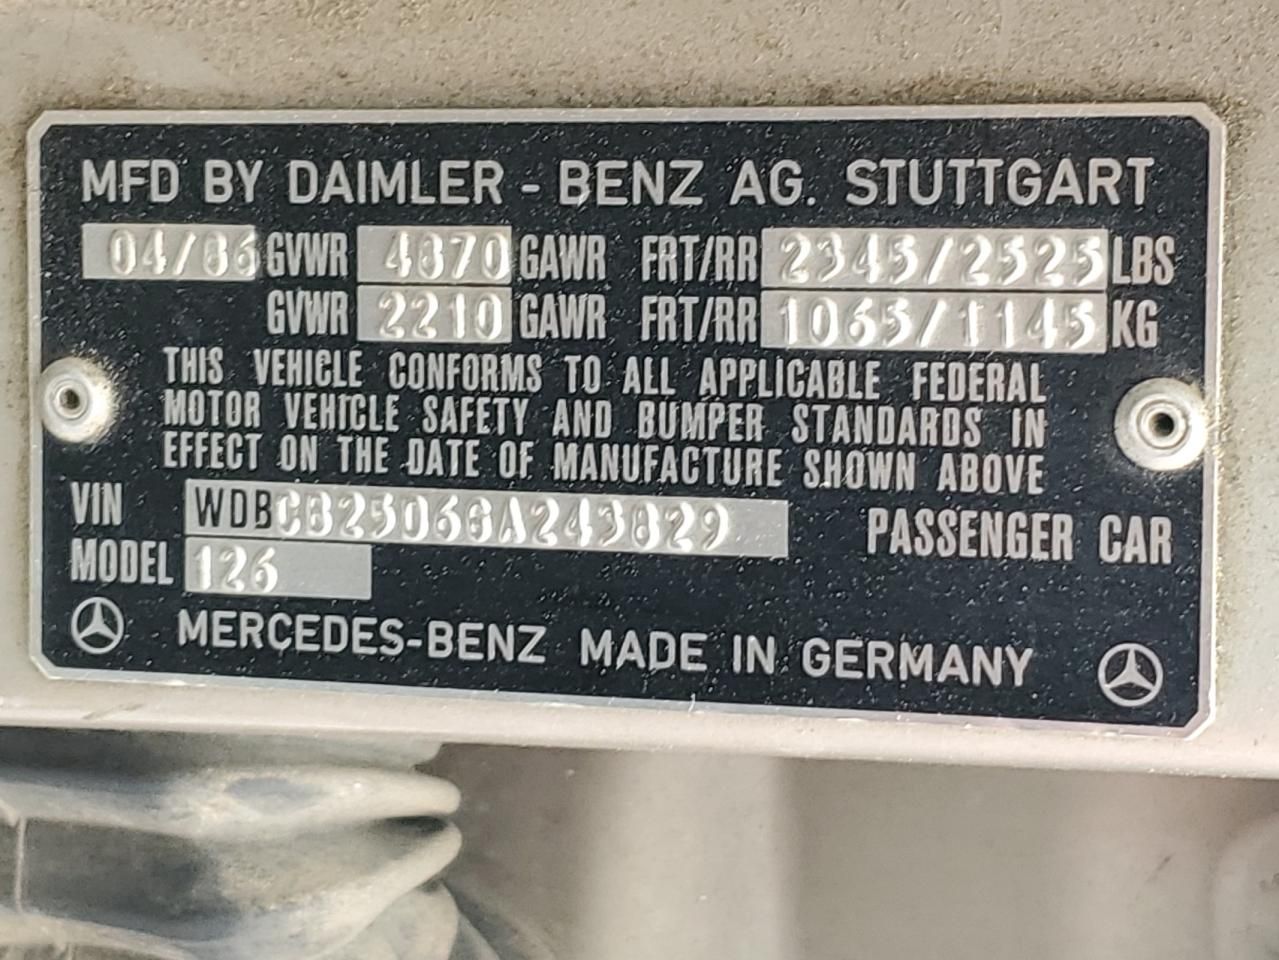 MFD BY DAIMLER - BENZ AG. STUTTGART
04/86 GVWR 4870 GAWR FRT/RR 2345/2525 LBS
GVWR 2210 GAWR FRT/RR 1065/1145 KG
THIS VEHICLE CONFORMS TO ALL APPLICABLE FEDERAL
MOTOR VEHICLE SAFETY AND BUMPER STANDARDS IN
EFFECT ON THE DATE OF MANUFACTURE SHOWN ABOVE
VIN WDBCB25D6GA243829 PASSENGER CAR
MODEL 126
MERCEDES-BENZ MADE IN GERMANY